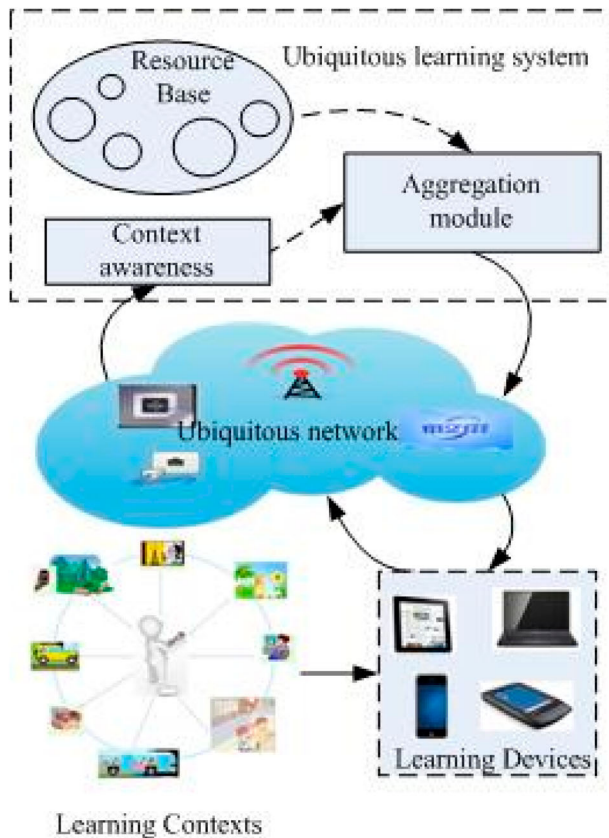 Resource
Base
Ubiquitous learning system
Aggregation
module
Context
awareness
Ubiquitous network
Learning Devices
Learning Contexts